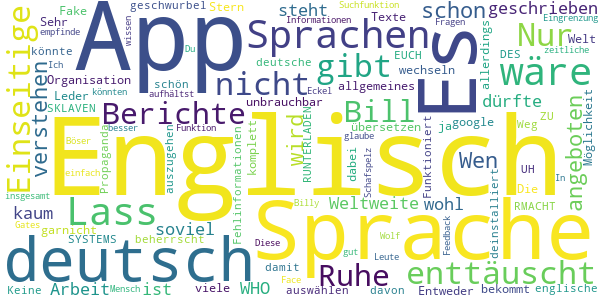 geschwurbel Stern steht Informationen Texte Suchfunktion schon geschrieben Fragen Eingrenzung
Fake Sehr empfinde wissen Du EUCH Welt zeitliche
App Sprachen Es Nur
könnte Ich könnten aufhältst deutsche wechseln DES
Organisation schön nicht gibt wäre
Leder SKLAVEN Eckel allgemeines allerdings
Einseitige verstehen Berichte unbrauchbar Bill dürfte ZU
besser Funktion übersetzen ja google Weg Möglichkeit
Propaganda auszugehen komplett Wird RUNTERLADEN dabei glaube Funktioniert angeboten
Englisch
Böser einfach Fehlinformationen Schafspelz Wen UH
kaum garnicht In
insgesamt Lass soviel Billy Weltweite wohl deinstalliert Die RMACHT
Sprache
Gates SYSTEMS beherrscht Diese gut Wolf Feedback
deutsch Ruhe enttäuscht
Keine damit Face Leute
Arbeit Mensch ist viele WHO auswählen davon Entweder bekommt englische